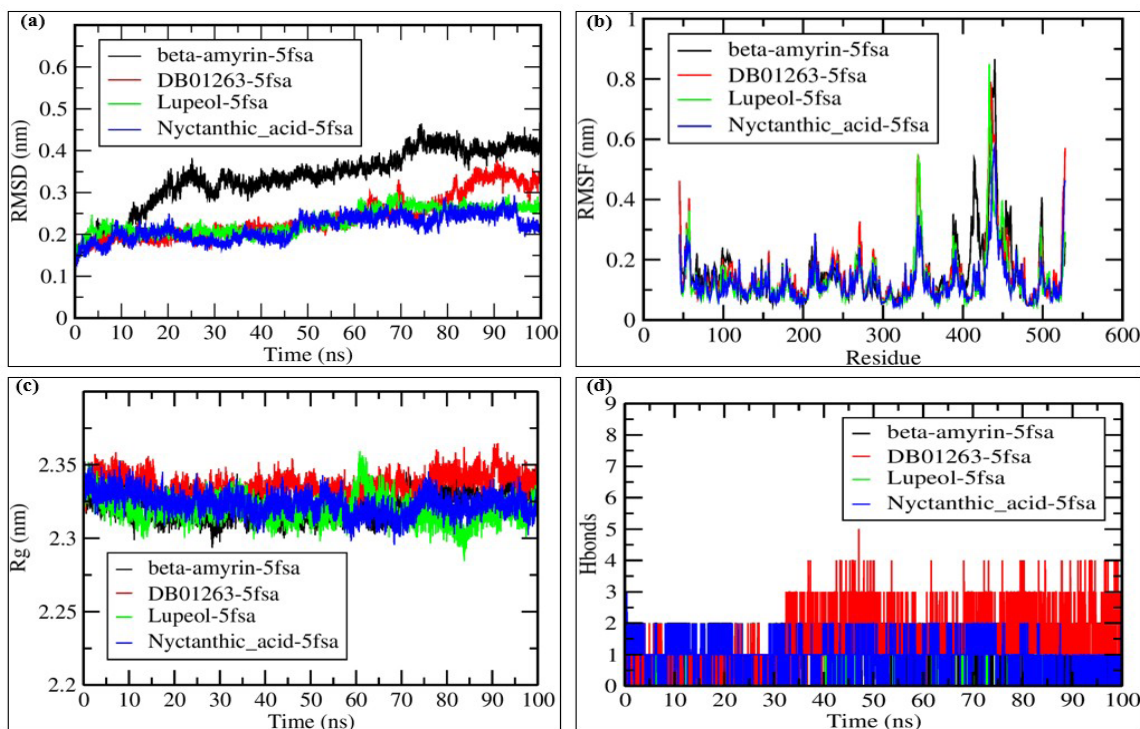 (a)
beta-amyrin-5fsa
DB01263-5fsa
Lupeol-5fsa
Nyctanthic_acid-5fsa
RMSD (nm)
0.6
0.5
0.4
0.3
0.2
0.1
0
0 10 20 30 40 50 60 70 80 90 100
Time (ns)
(b)
beta-amyrin-5fsa
DB01263-5fsa
Lupeol-5fsa
Nyctanthic_acid-5fsa
RMSF (nm)
1
0.8
0.6
0.4
0.2
0
0 100 200 300 400 500 600
Residue
(c)
Rg (nm)
2.35
2.3
2.25
2.2
beta-amyrin-5fsa
DB01263-5fsa
Lupeol-5fsa
Nyctanthic_acid-5fsa
0 10 20 30 40 50 60 70 80 90 100
Time (ns)
(d)
beta-amyrin-5fsa
DB01263-5fsa
Lupeol-5fsa
Nyctanthic_acid-5fsa
Hbonds
9
8
7
6
5
4
3
2
1
0
0 10 20 30 40 50 60 70 80 90 100
Time (ns)